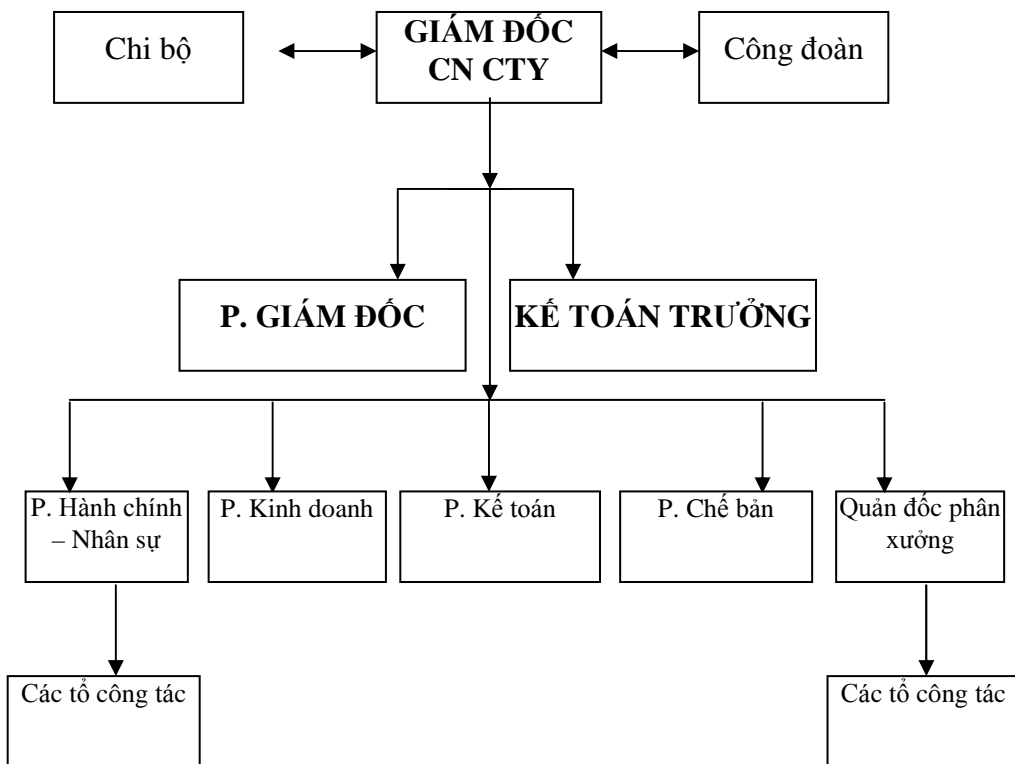 Chi bộ
GIÁM ĐỐC
CN CTY
Công đoàn
P. GIÁM ĐỐC
KẾ TOÁN TRƯỞNG
P. Hành chính
– Nhân sự
P. Kinh doanh
P. Kế toán
P. Chế bản
Quản đốc phân
xưởng
Các tổ công tác
Các tổ công tác